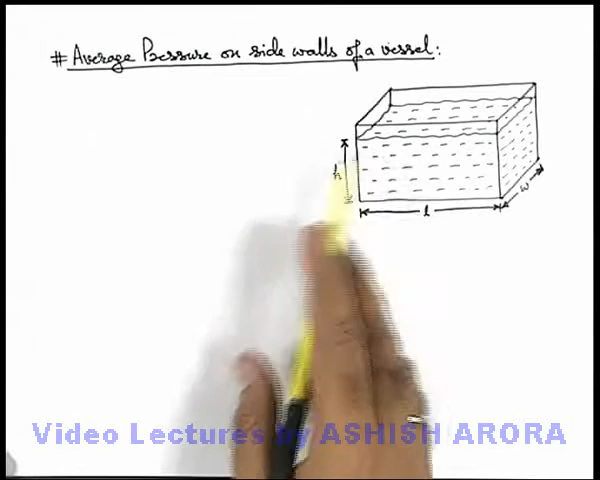 # Average Pressure on side walls of a vessel:
h
l
w
Video Lectures by ASHISH ARORA